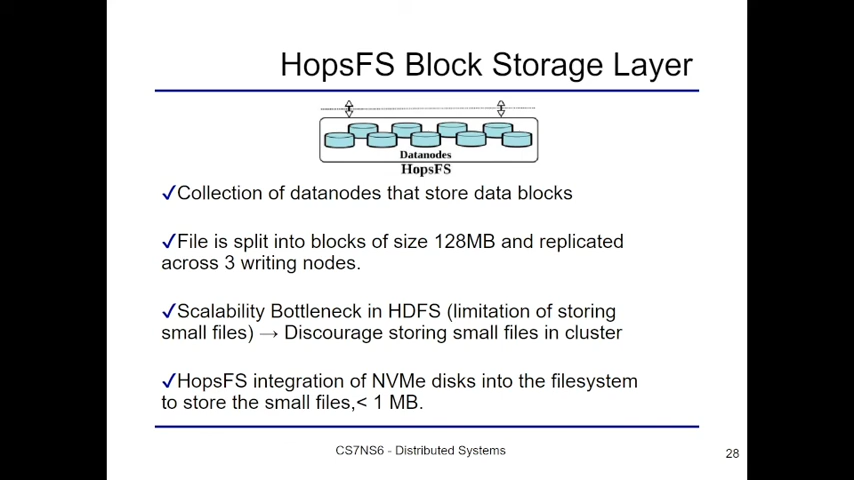 HopsFS Block Storage Layer
Datanodes
HopsFS
✓Collection of datanodes that store data blocks
✓File is split into blocks of size 128MB and replicated
across 3 writing nodes.
✓Scalability Bottleneck in HDFS (limitation of storing
small files) → Discourage storing small files in cluster
✓HopsFS integration of NVMe disks into the filesystem
to store the small files,< 1 MB.
CS7NS6 - Distributed Systems
28